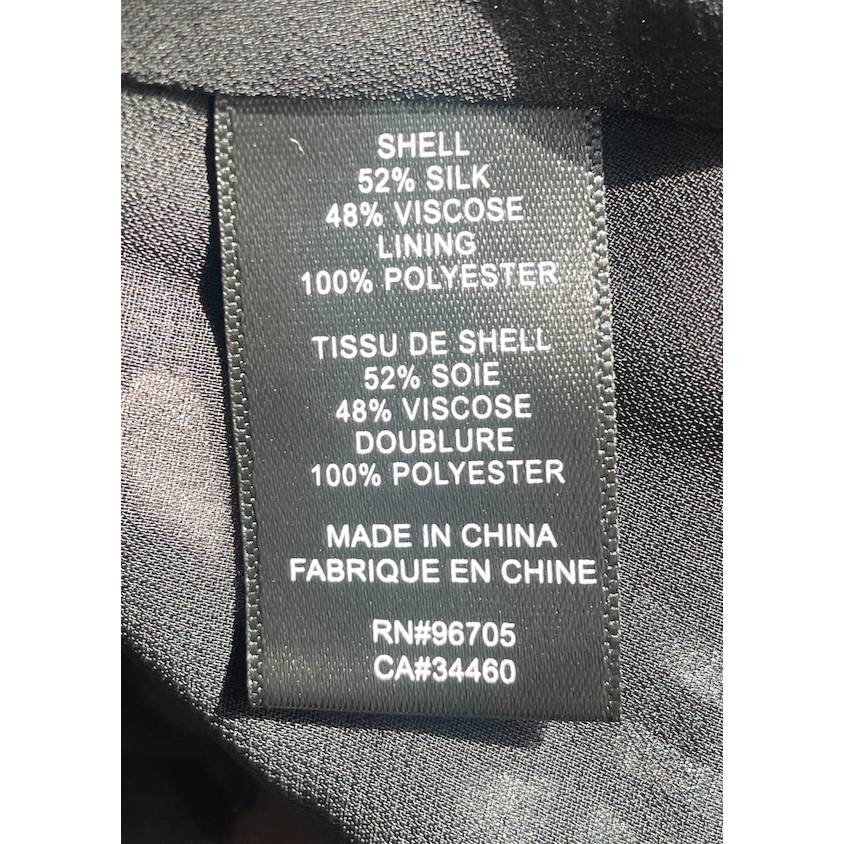 SHELL
52% SILK
48% VISCOSE
LINING
100% POLYESTER
TISSU DE SHELL
52% SOIE
48% VISCOSE
DOUBLURE
100% POLYESTER
MADE IN CHINA
FABRIQUE EN CHINE
RN#96705
CA#34460